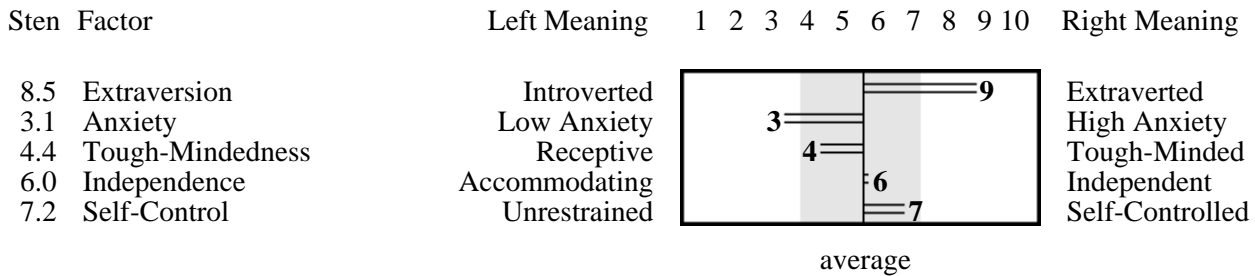 Sten Factor Left Meaning 1 2 3 4 5 6 7 8 9 10 Right Meaning
8.5 Extraversion Introverted 9 Extraverted
3.1 Anxiety Low Anxiety 3 High Anxiety
4.4 Tough-Mindedness Receptive 4 Tough-Minded
6.0 Independence Accommodating 6 Independent
7.2 Self-Control Unrestrained 7 Self-Controlled
average